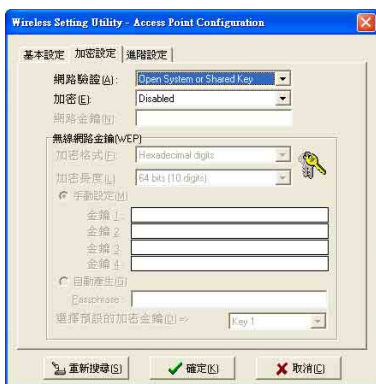 Wireless Setting Utility - Access Point Configuration
基本設定 加密設定 進階設定
網路驗證(A): Open System or Shared Key
加密(E): Disabled
網路金鑰(N)
無線網路金鑰(WEP)
加密格式(F): Hexadecimal digits
加密長度(L) 64 bits (10 digits)
手動設定(M)
金鑰 1
金鑰 2
金鑰 3
金鑰 4
自動產生(G)
Passphrase :
選擇預設的加密金鑰(D) => Key 1
重新搜尋(S) 確定(K) 取消(C)